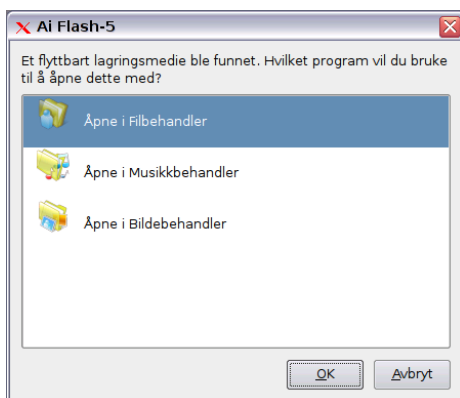 Ai Flash-5
Et flyttbart lagringsmedie ble funnet. Hvilket program vil du bruke
til å åpne dette med?
Åpne i Filbehandler
Åpne i Musikkbehandler
Åpne i Bildebehandler
OK Avbryt